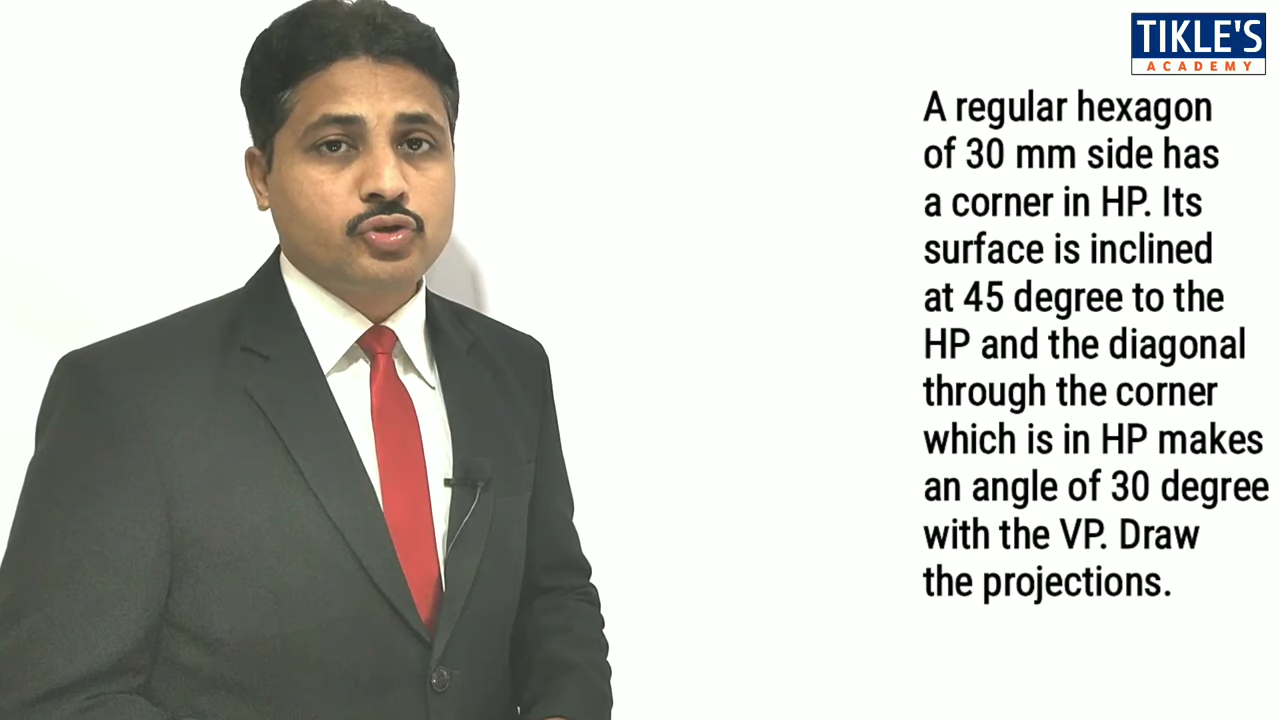 TIKLE'S
ACADEMY
A regular hexagon
of 30 mm side has
a corner in HP. Its
surface is inclined
at 45 degree to the
HP and the diagonal
through the corner
which is in HP makes
an angle of 30 degree
with the VP. Draw
the projections.